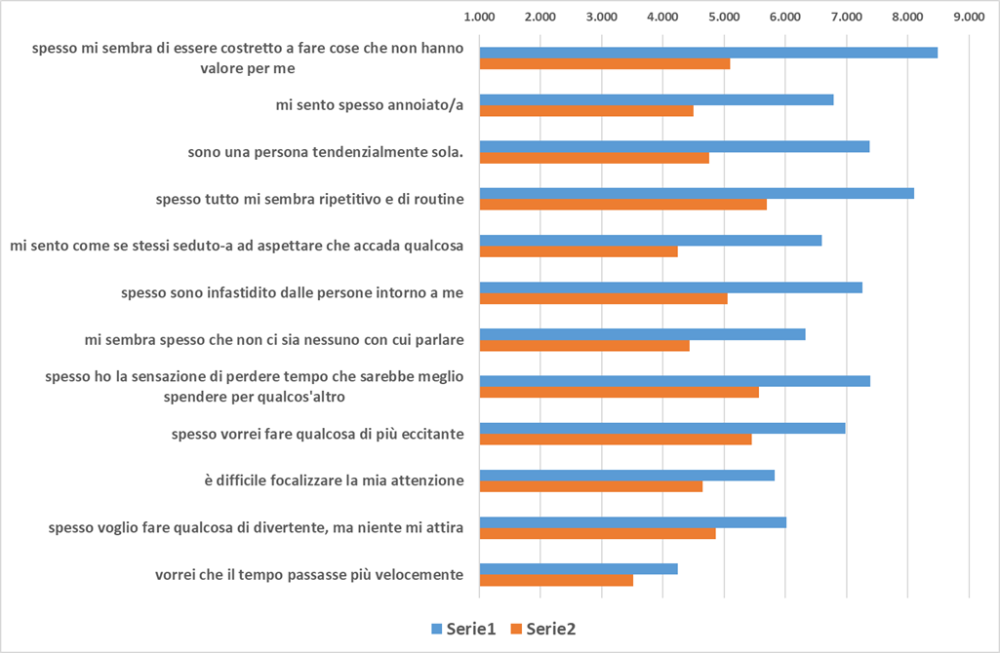 1.000 2.000 3.000 4.000 5.000 6.000 7.000 8.000 9.000
spesso mi sembra di essere costretto a fare cose che non hanno
valore per me
mi sento spesso annoiato/a
sono una persona tendenzialmente sola.
spesso tutto mi sembra ripetitivo e di routine
mi sento come se stessi seduto-a ad aspettare che accada qualcosa
spesso sono infastidito dalle persone intorno a me
mi sembra spesso che non ci sia nessuno con cui parlare
spesso ho la sensazione di perdere tempo che sarebbe meglio
spendere per qualcos'altro
spesso vorrei fare qualcosa di più eccitante
è difficile focalizzare la mia attenzione
spesso voglio fare qualcosa di divertente, ma niente mi attira
vorrei che il tempo passasse più velocemente
Serie1 Serie2